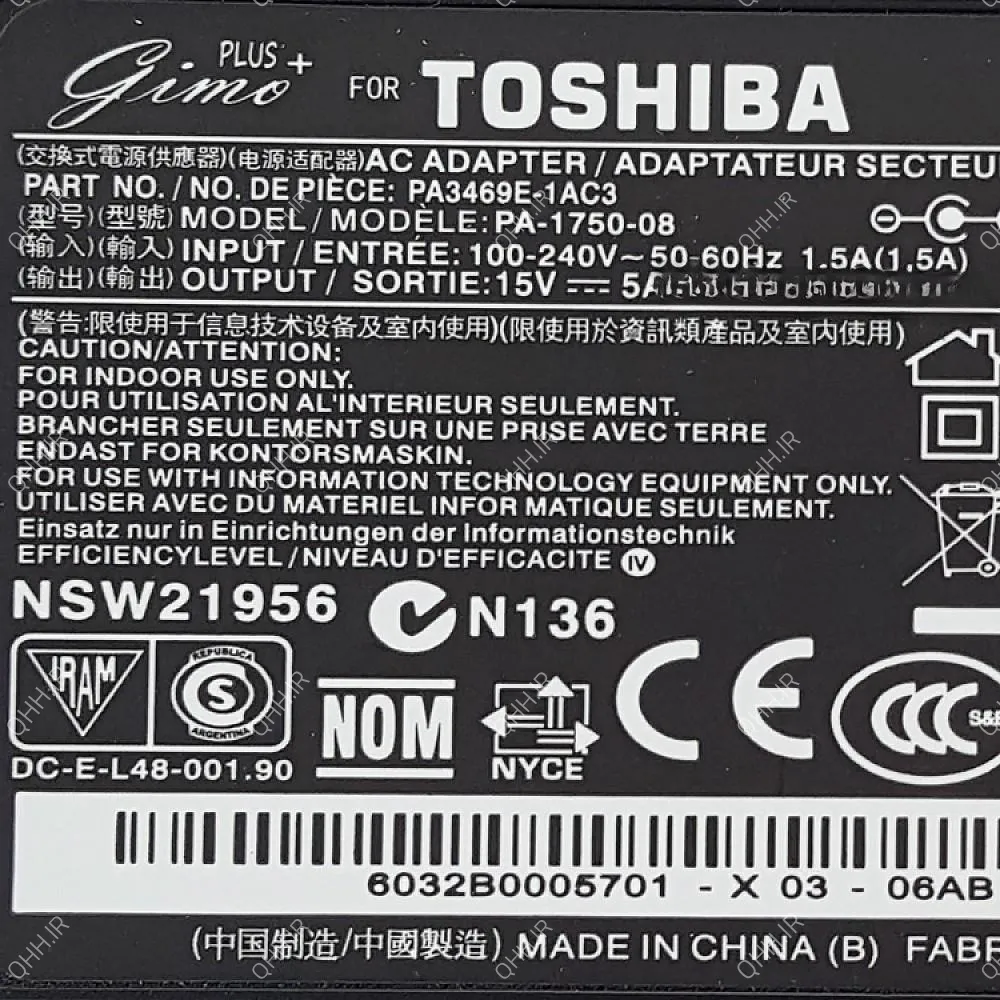 Gimo PLUS+ FOR TOSHIBA
(交換式電源供應器)(电源适配器)AC ADAPTER / ADAPTATEUR SECTEU
PART NO. / NO. DE PIÈCE: PA3469E-1AC3
(型号)(型號) MODEL / MODÈLE: PA-1750-08
(输入)(輸入) INPUT / ENTRÉE: 100-240V~50-60Hz 1.5A(1.5A)
(输出)(輸出) OUTPUT / SORTIE:15V ⎓ 5A
(警告:限使用于信息技术设备及室内使用)(限使用於資訊類產品及室内使用)
CAUTION/ATTENTION:
FOR INDOOR USE ONLY.
POUR UTILISATION AL'INTERIEUR SEULEMENT.
BRANCHER SEULEMENT SUR UNE PRISE AVEC TERRE
ENDAST FOR KONTORSMASKIN.
FOR USE WITH INFORMATION TECHNOLOGY EQUIPMENT ONLY.
UTILISER AVEC DU MATERIEL INFOR MATIQUE SEULEMENT.
Einsatz nur in Einrichtungen der Informationstechnik
EFFICIENCYLEVEL / NIVEAU D'EFFICACITE IV
NSW21956 N136
IRAM REPUBLICA S ARGENTINA
NOM NYCE CE CCC S&E
DC-E-L48-001.90
6032B0005701 - X 03 - 06AB
(中国制造/中國製造) MADE IN CHINA (B) FABR
QHH.IR